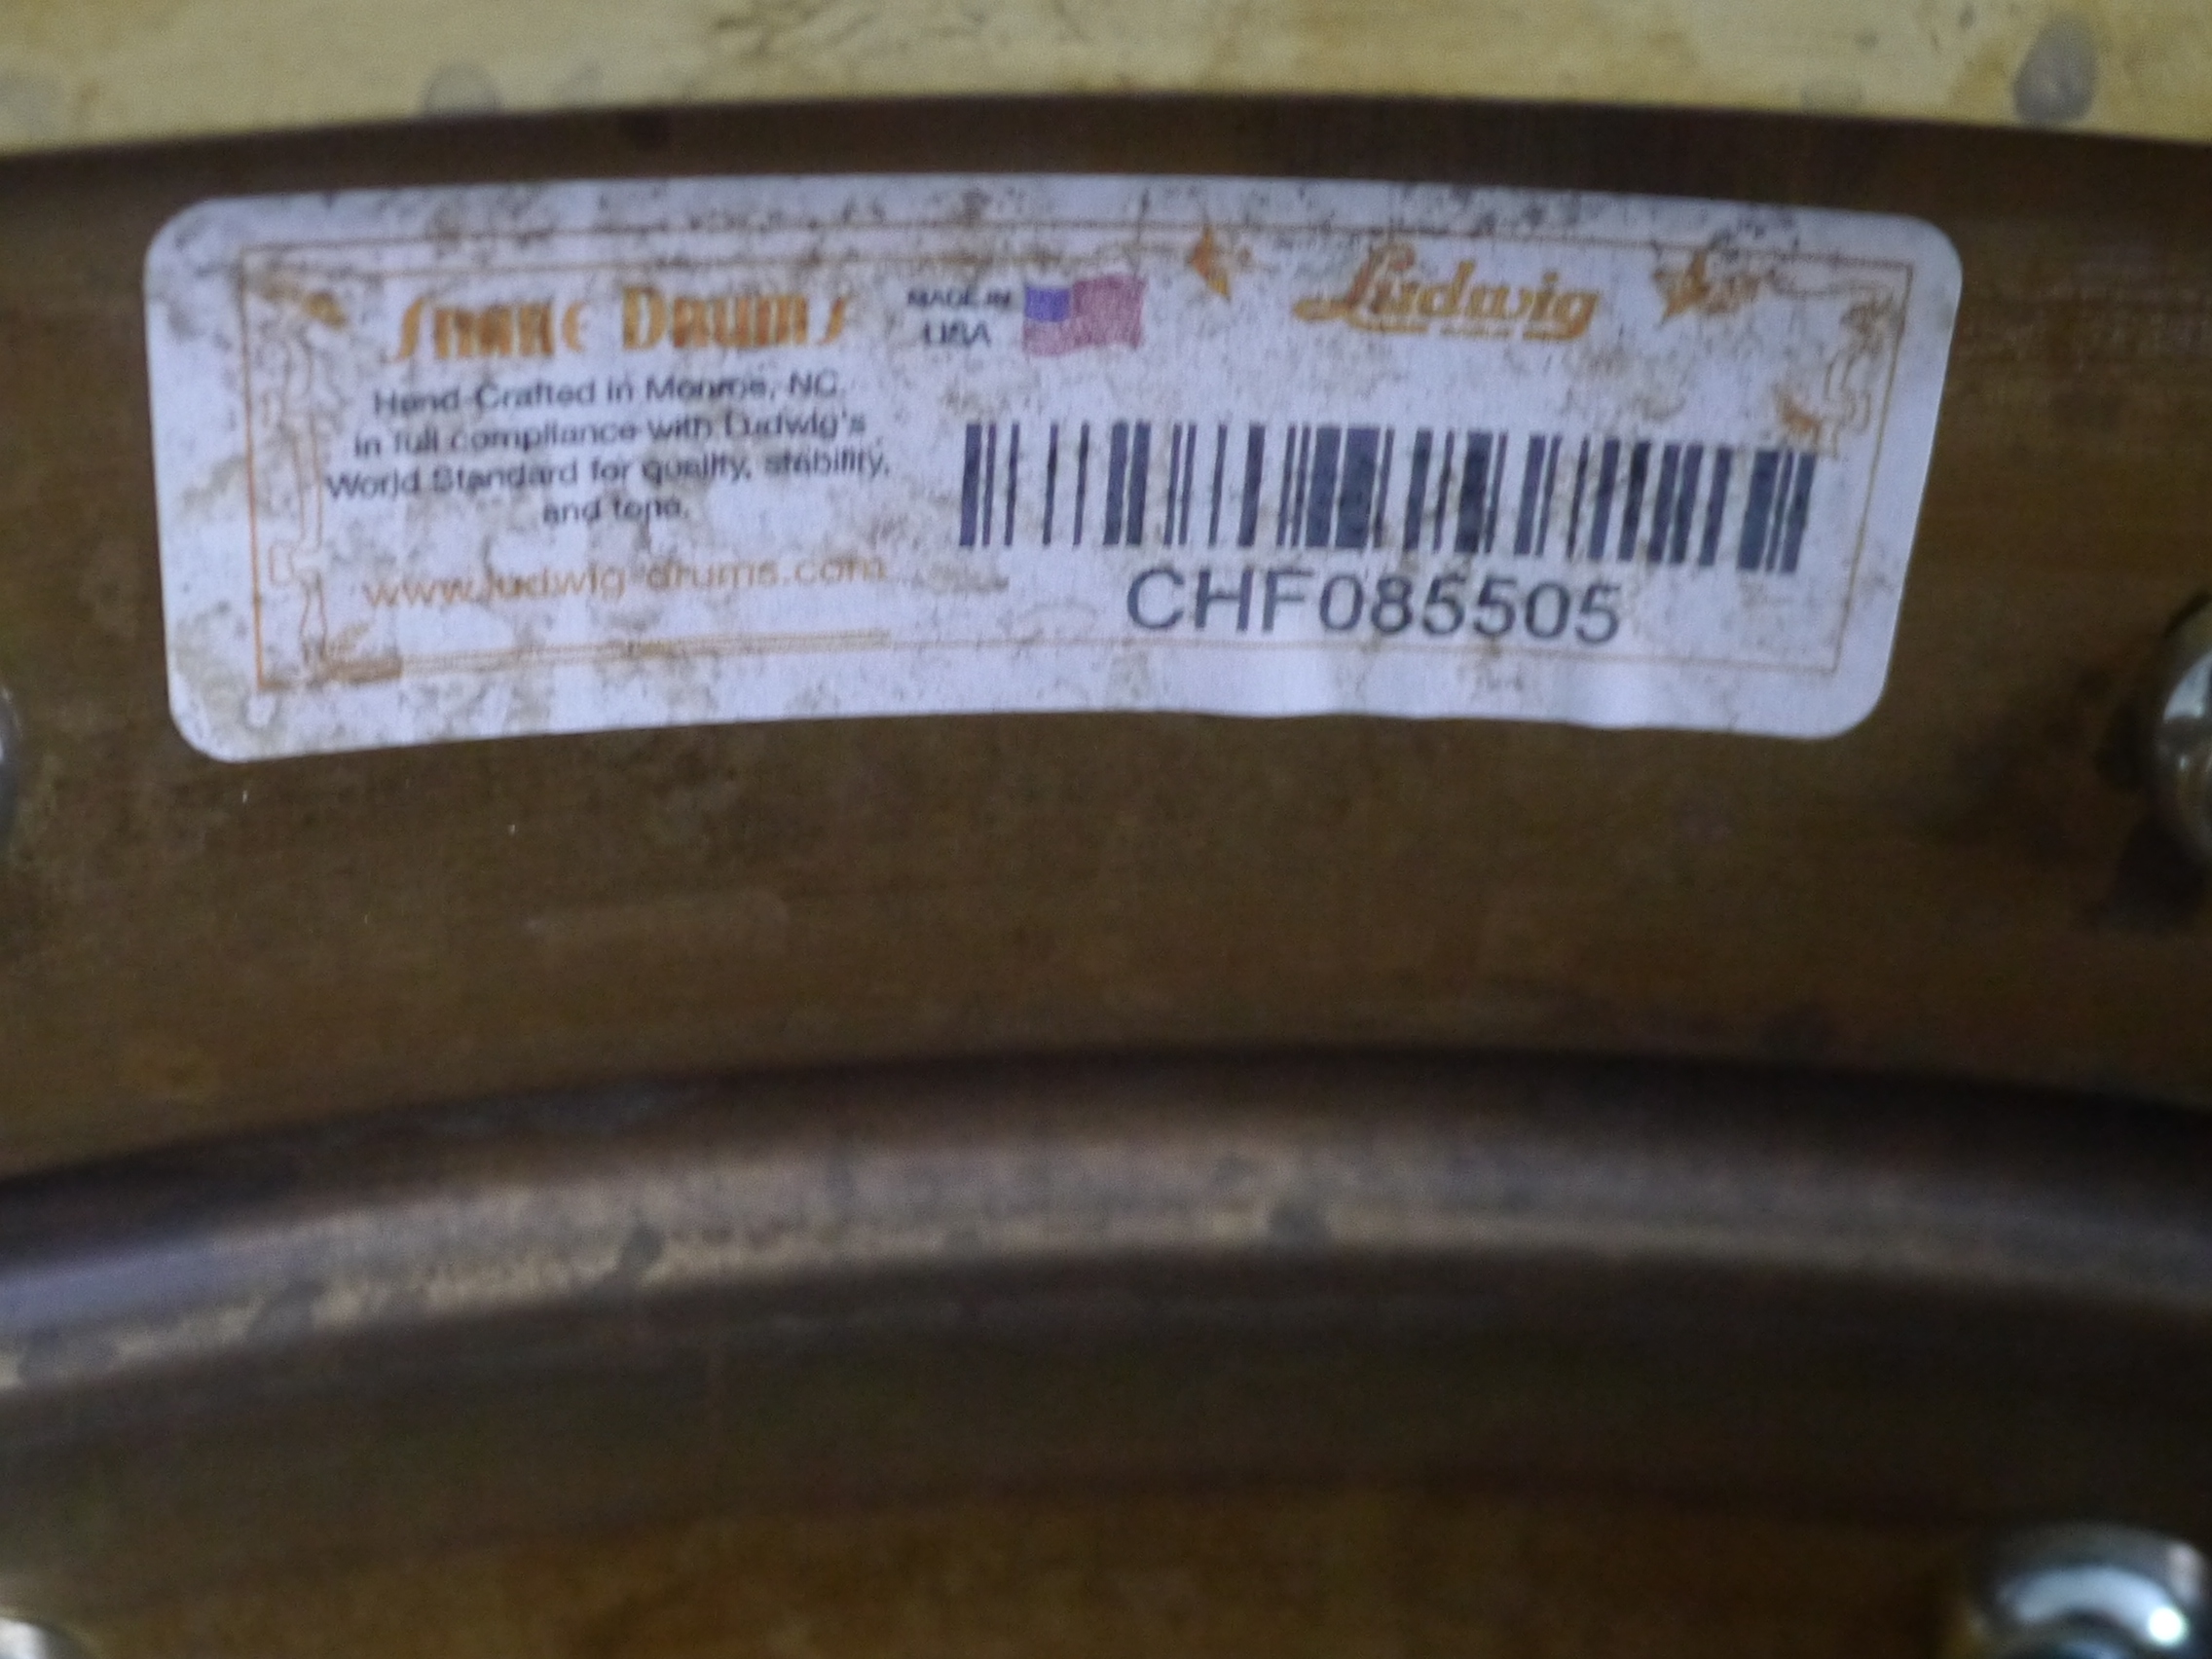 Snare Drums
Hand-Crafted in Monroe, NC.
in full compliance with Ludwig's
World Standard for quality, stability,
and tone.
www.ludwig-drums.com
MADE IN
USA
Ludwig
CHF085505